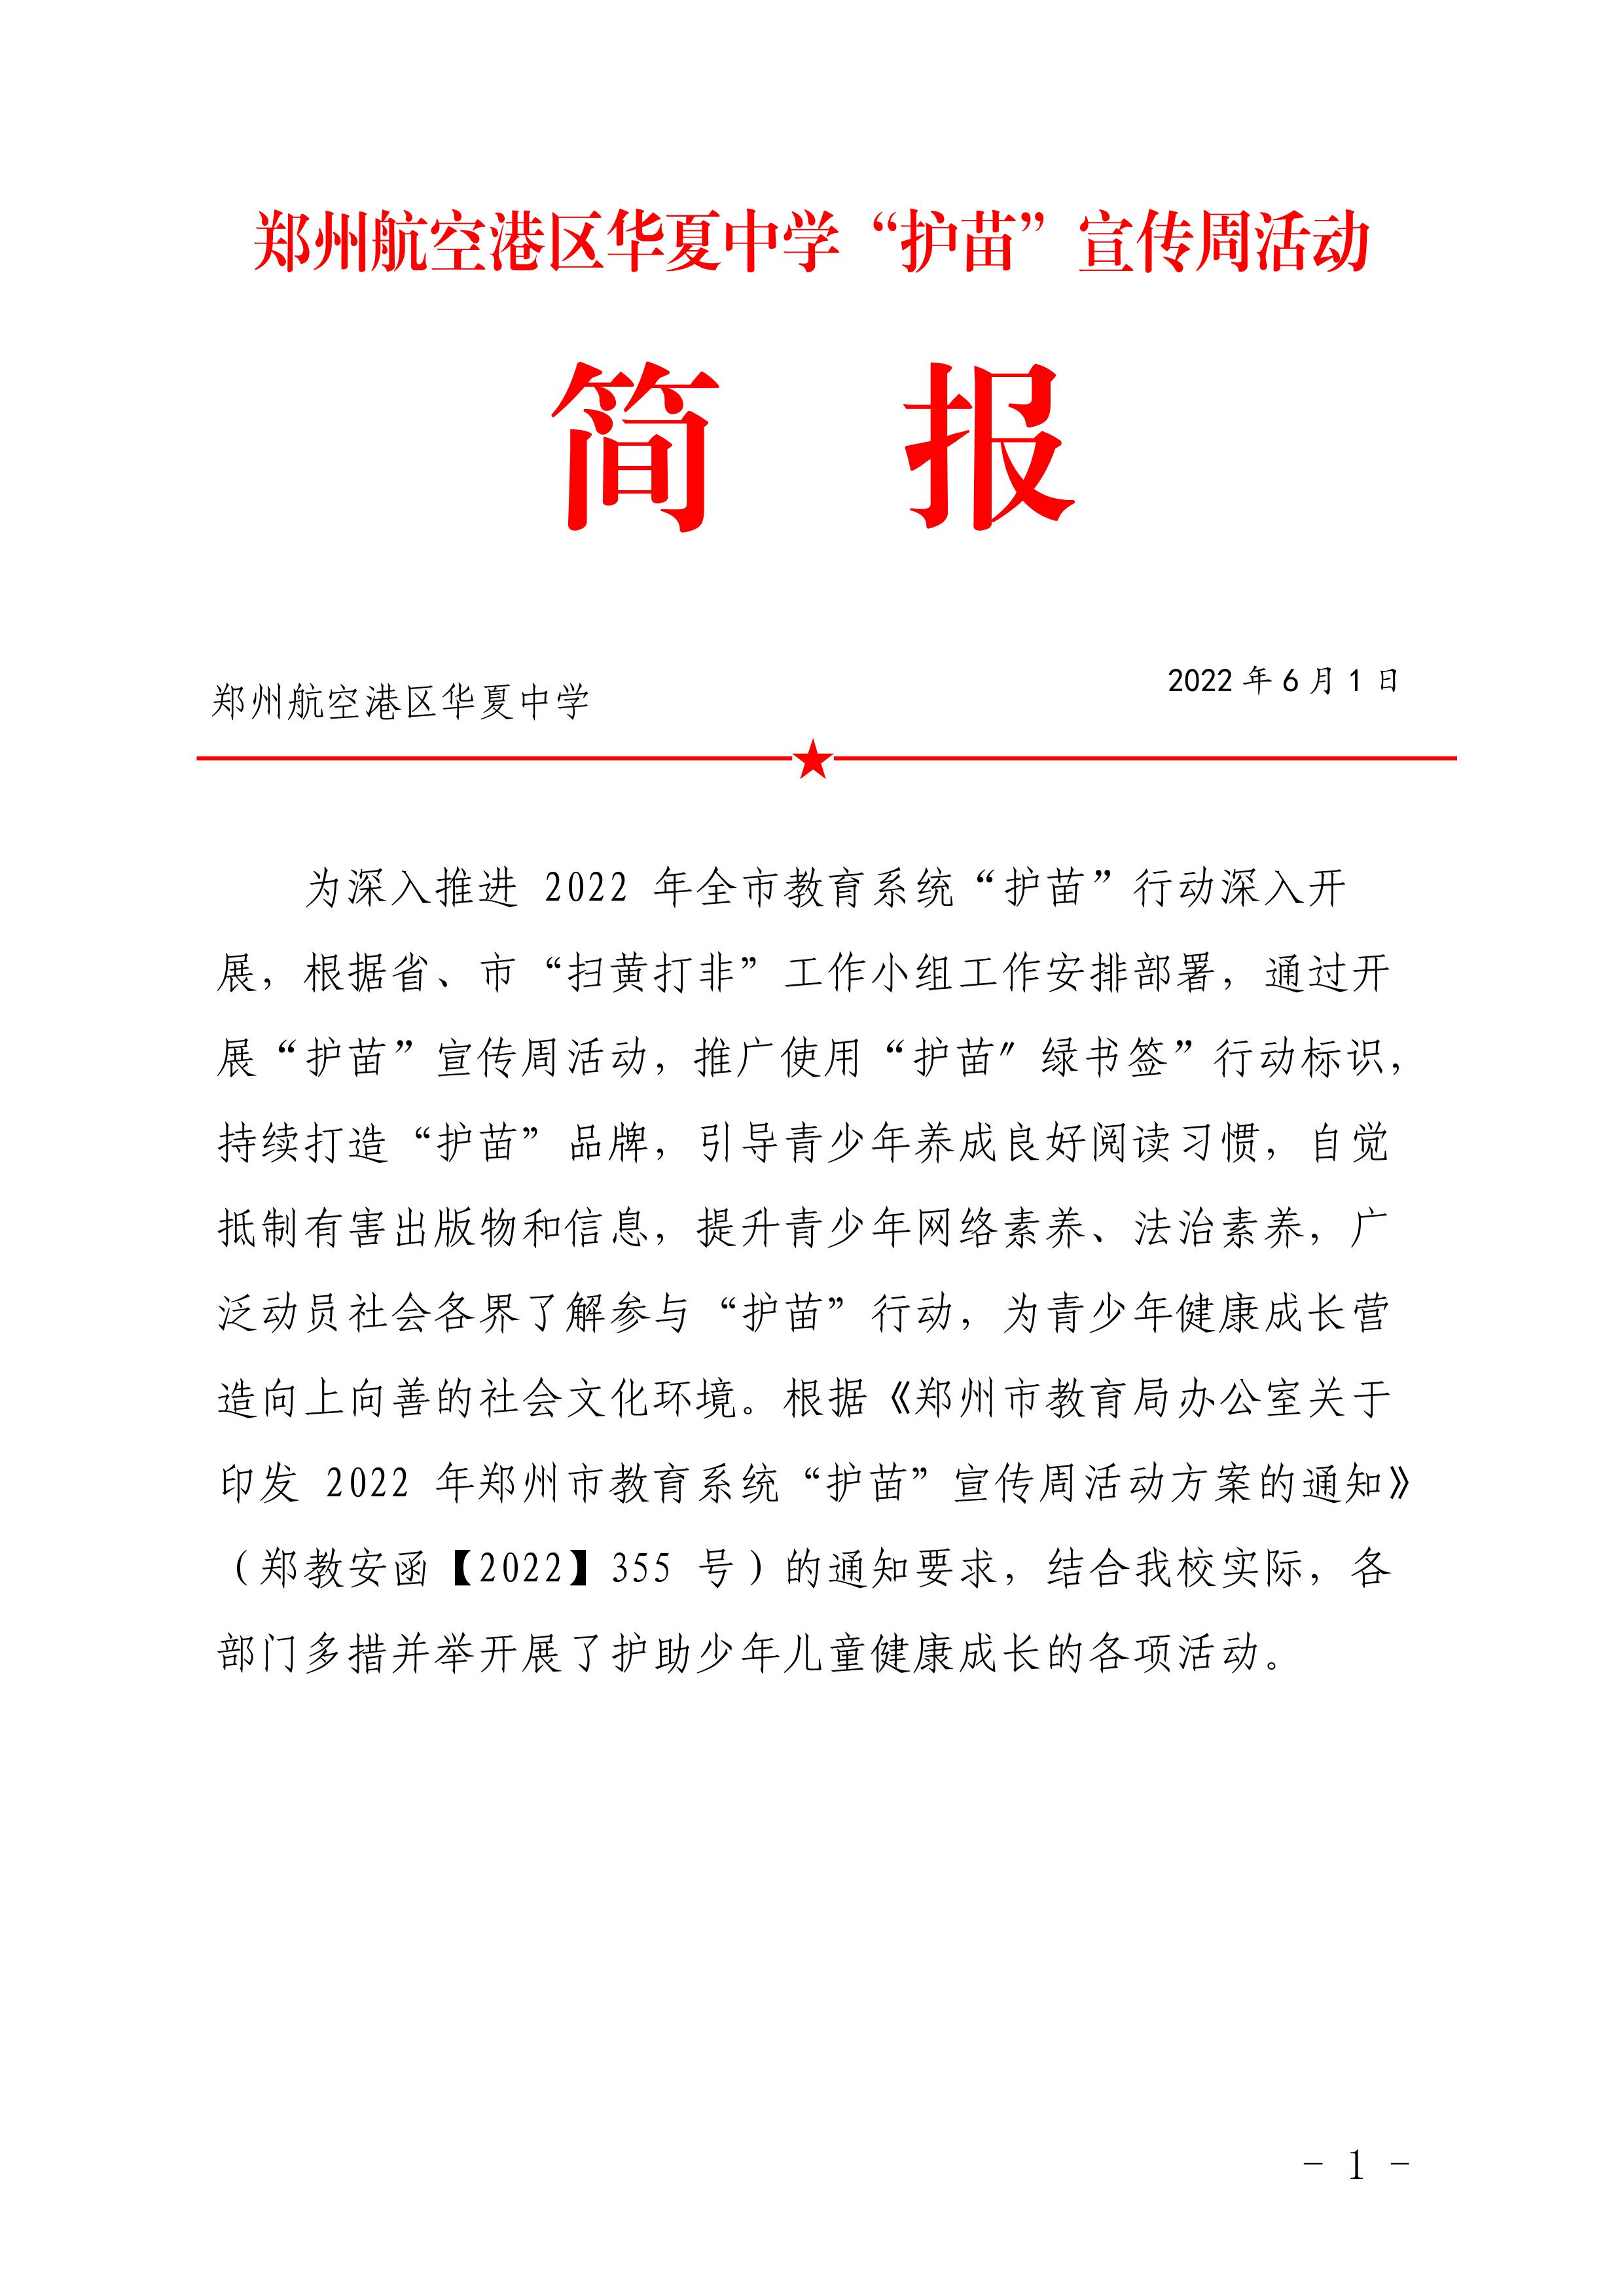 郑州航空港区华夏中学“护苗”宣传周活动
简 报
郑州航空港区华夏中学 2022年6月1日
为深入推进 2022 年全市教育系统“护苗”行动深入开
展，根据省、市“扫黄打非”工作小组工作安排部署，通过开
展“护苗”宣传周活动，推广使用“护苗″绿书签”行动标识，
持续打造“护苗”品牌，引导青少年养成良好阅读习惯，自觉
抵制有害出版物和信息，提升青少年网络素养、法治素养，广
泛动员社会各界了解参与“护苗”行动，为青少年健康成长营
造向上向善的社会文化环境。根据《郑州市教育局办公室关于
印发 2022 年郑州市教育系统“护苗”宣传周活动方案的通知》
（郑教安函【2022】355 号）的通知要求，结合我校实际，各
部门多措并举开展了护助少年儿童健康成长的各项活动。
- 1 -